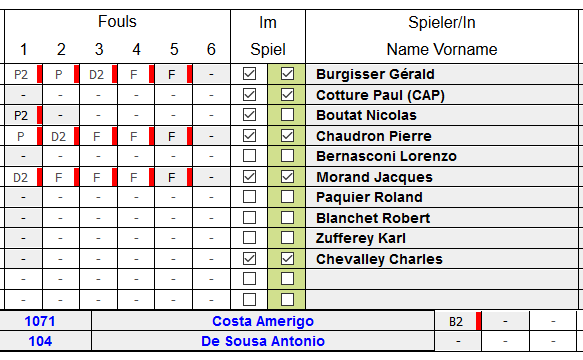 Fouls Im Spieler/In
1 2 3 4 5 6 Spiel Name Vorname
P2 P D2 F F - Burgisser Gérald
- - - - - - Cotture Paul (CAP)
P2 - - - - - Boutat Nicolas
P D2 F F F - Chaudron Pierre
- - - - - - Bernasconi Lorenzo
D2 F F F F - Morand Jacques
- - - - - - Paquier Roland
- - - - - - Blanchet Robert
- - - - - - Zufferey Karl
- - - - - - Chevalley Charles
- - - - - -
- - - - - -
1071 Costa Amerigo B2 - -
104 De Sousa Antonio - - -